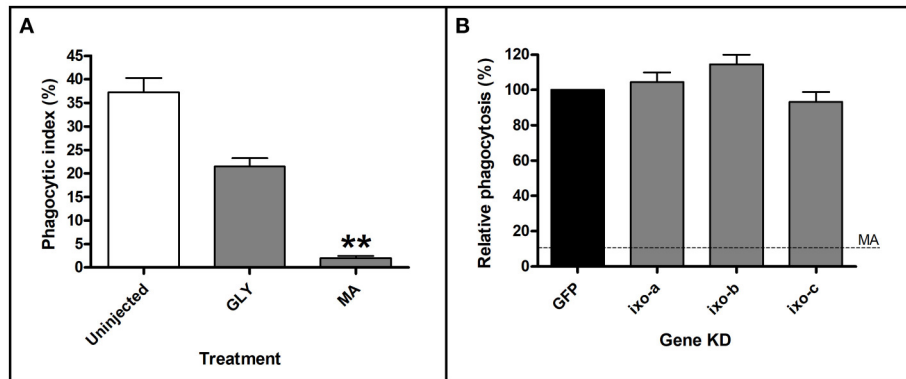 A
Phagocytic index (%)
45
40
35
30
25
20
15
10
5
0
**
Uninjected
GLY
MA
Treatment
B
Relative phagocytosis (%)
120
100
80
60
40
20
0
MA
GFP
ixo-a
ixo-b
ixo-c
Gene KD